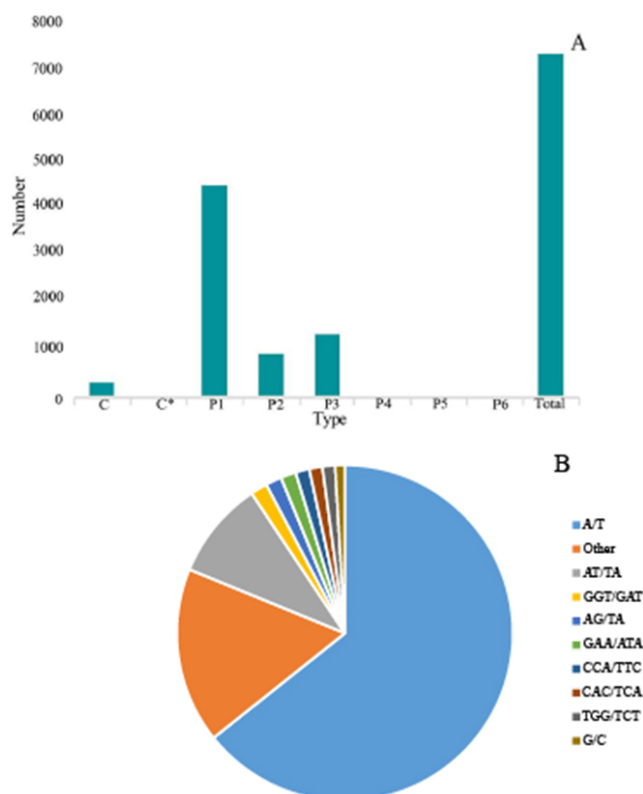 A
8000
7000
6000
5000
4000
3000
2000
1000
0
Number
C C* P1 P2 P3 P4 P5 P6 Total
Type
B
A/T
Other
AT/TA
GGT/GAT
AG/TA
GAA/ATA
CCA/TTC
CAC/TCA
TGG/TCT
G/C